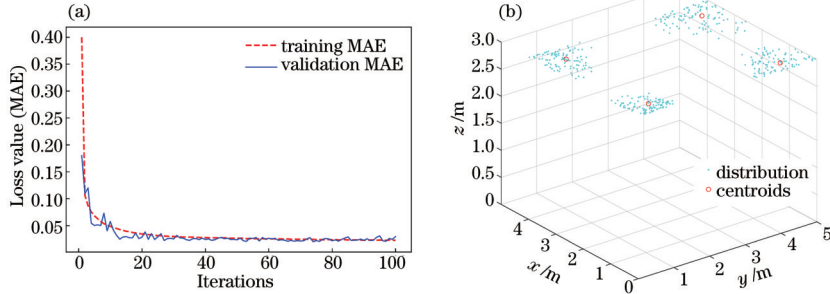 (a)
0.40
0.35
0.30
0.25
0.20
0.15
0.10
0.05
Loss value (MAE)
training MAE
validation MAE
0
20
40
60
80
100
Iterations
(b)
3.0
2.5
2.0
1.5
1.0
0.5
0
z /m
distribution
centroids
4
3
2
1
0
x /m
1
2
3
4
5
y /m